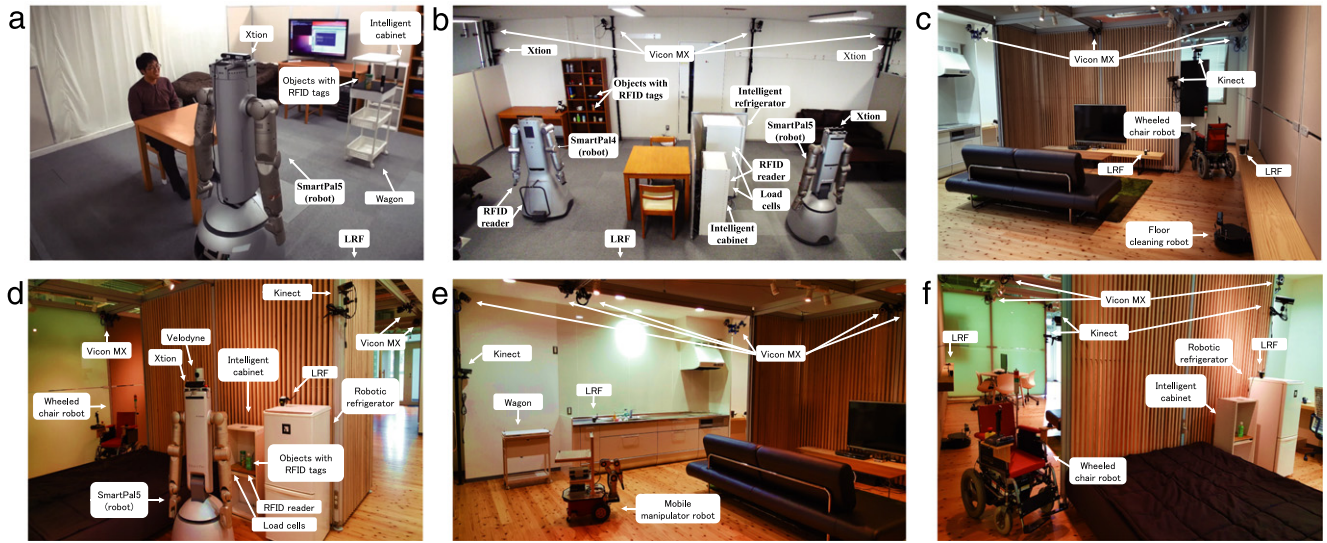 a
Xtion
Intelligent
cabinet
Objects with
RFID tags
SmartPal5
(robot)
Wagon
LRF
b
Xtion
Vicon MX
Xtion
Objects with
RFID tags
Intelligent
refrigerator
Xtion
SmartPal4
(robot)
SmartPal5
(robot)
RFID
reader
Load
cells
RFID
reader
Intelligent
cabinet
LRF
c
Vicon MX
Kinect
Wheeled
chair robot
LRF
LRF
Floor
cleaning robot
d
Kinect
Velodyne
Vicon MX
Vicon MX
Xtion
Intelligent
cabinet
LRF
Robotic
refrigerator
Wheeled
chair robot
Objects with
RFID tags
SmartPal5
(robot)
RFID reader
Load cells
e
Kinect
Vicon MX
LRF
Wagon
Mobile
manipulator robot
f
Vicon MX
Kinect
LRF
LRF
Robotic
refrigerator
Intelligent
cabinet
Wheeled
chair robot